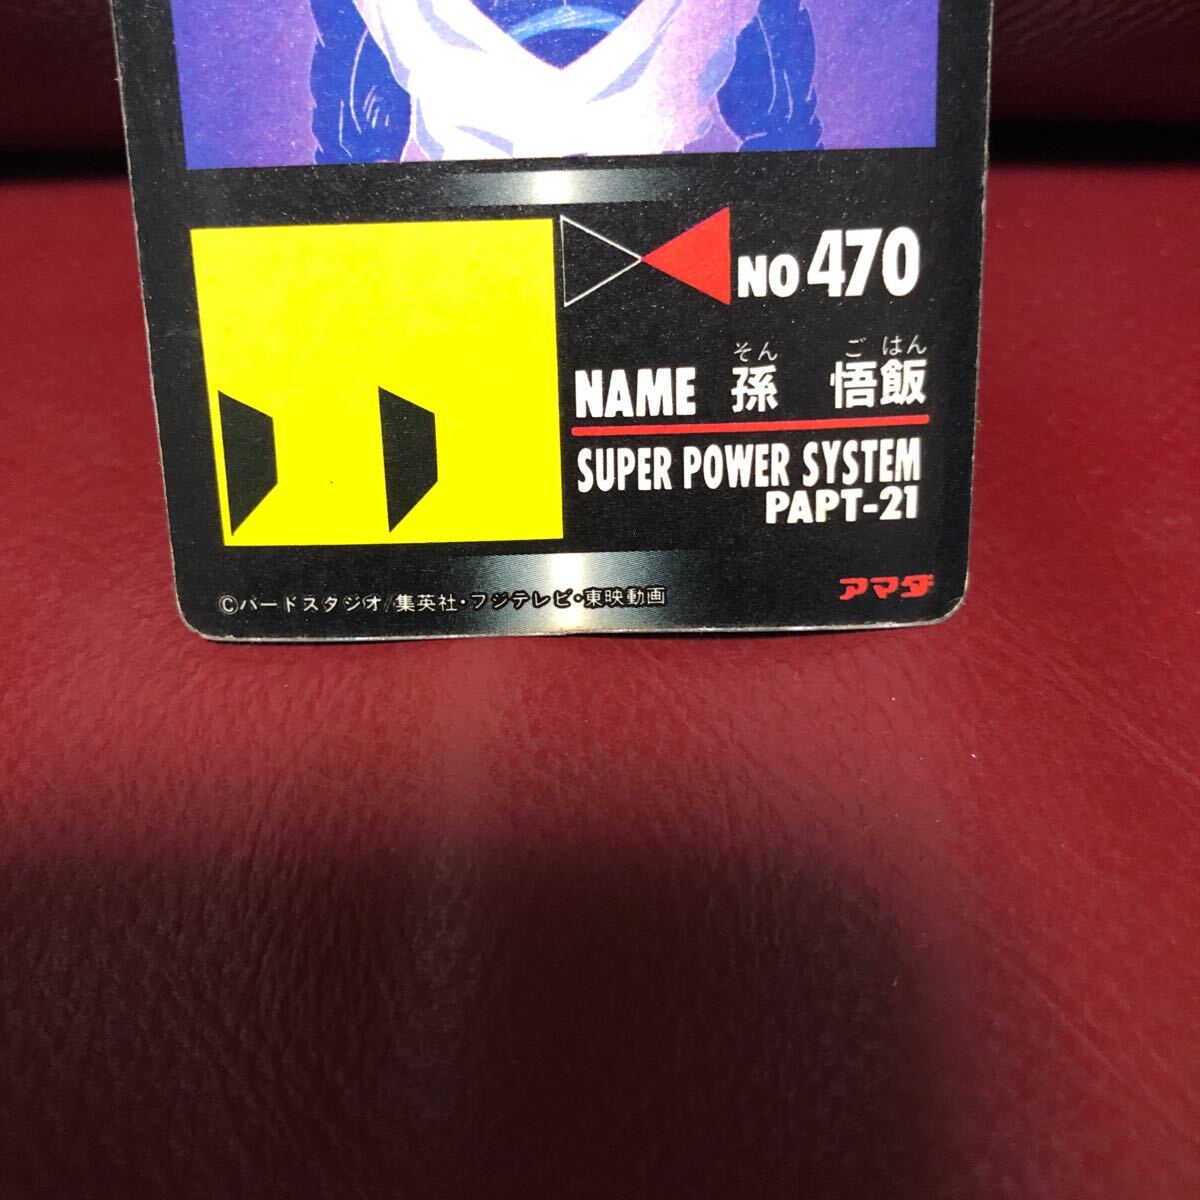 NO 470
そん ごはん
NAME 孫 悟飯
SUPER POWER SYSTEM
PAPT-21
アマダ
©バードスタジオ/集英社・フジテレビ・東映動画